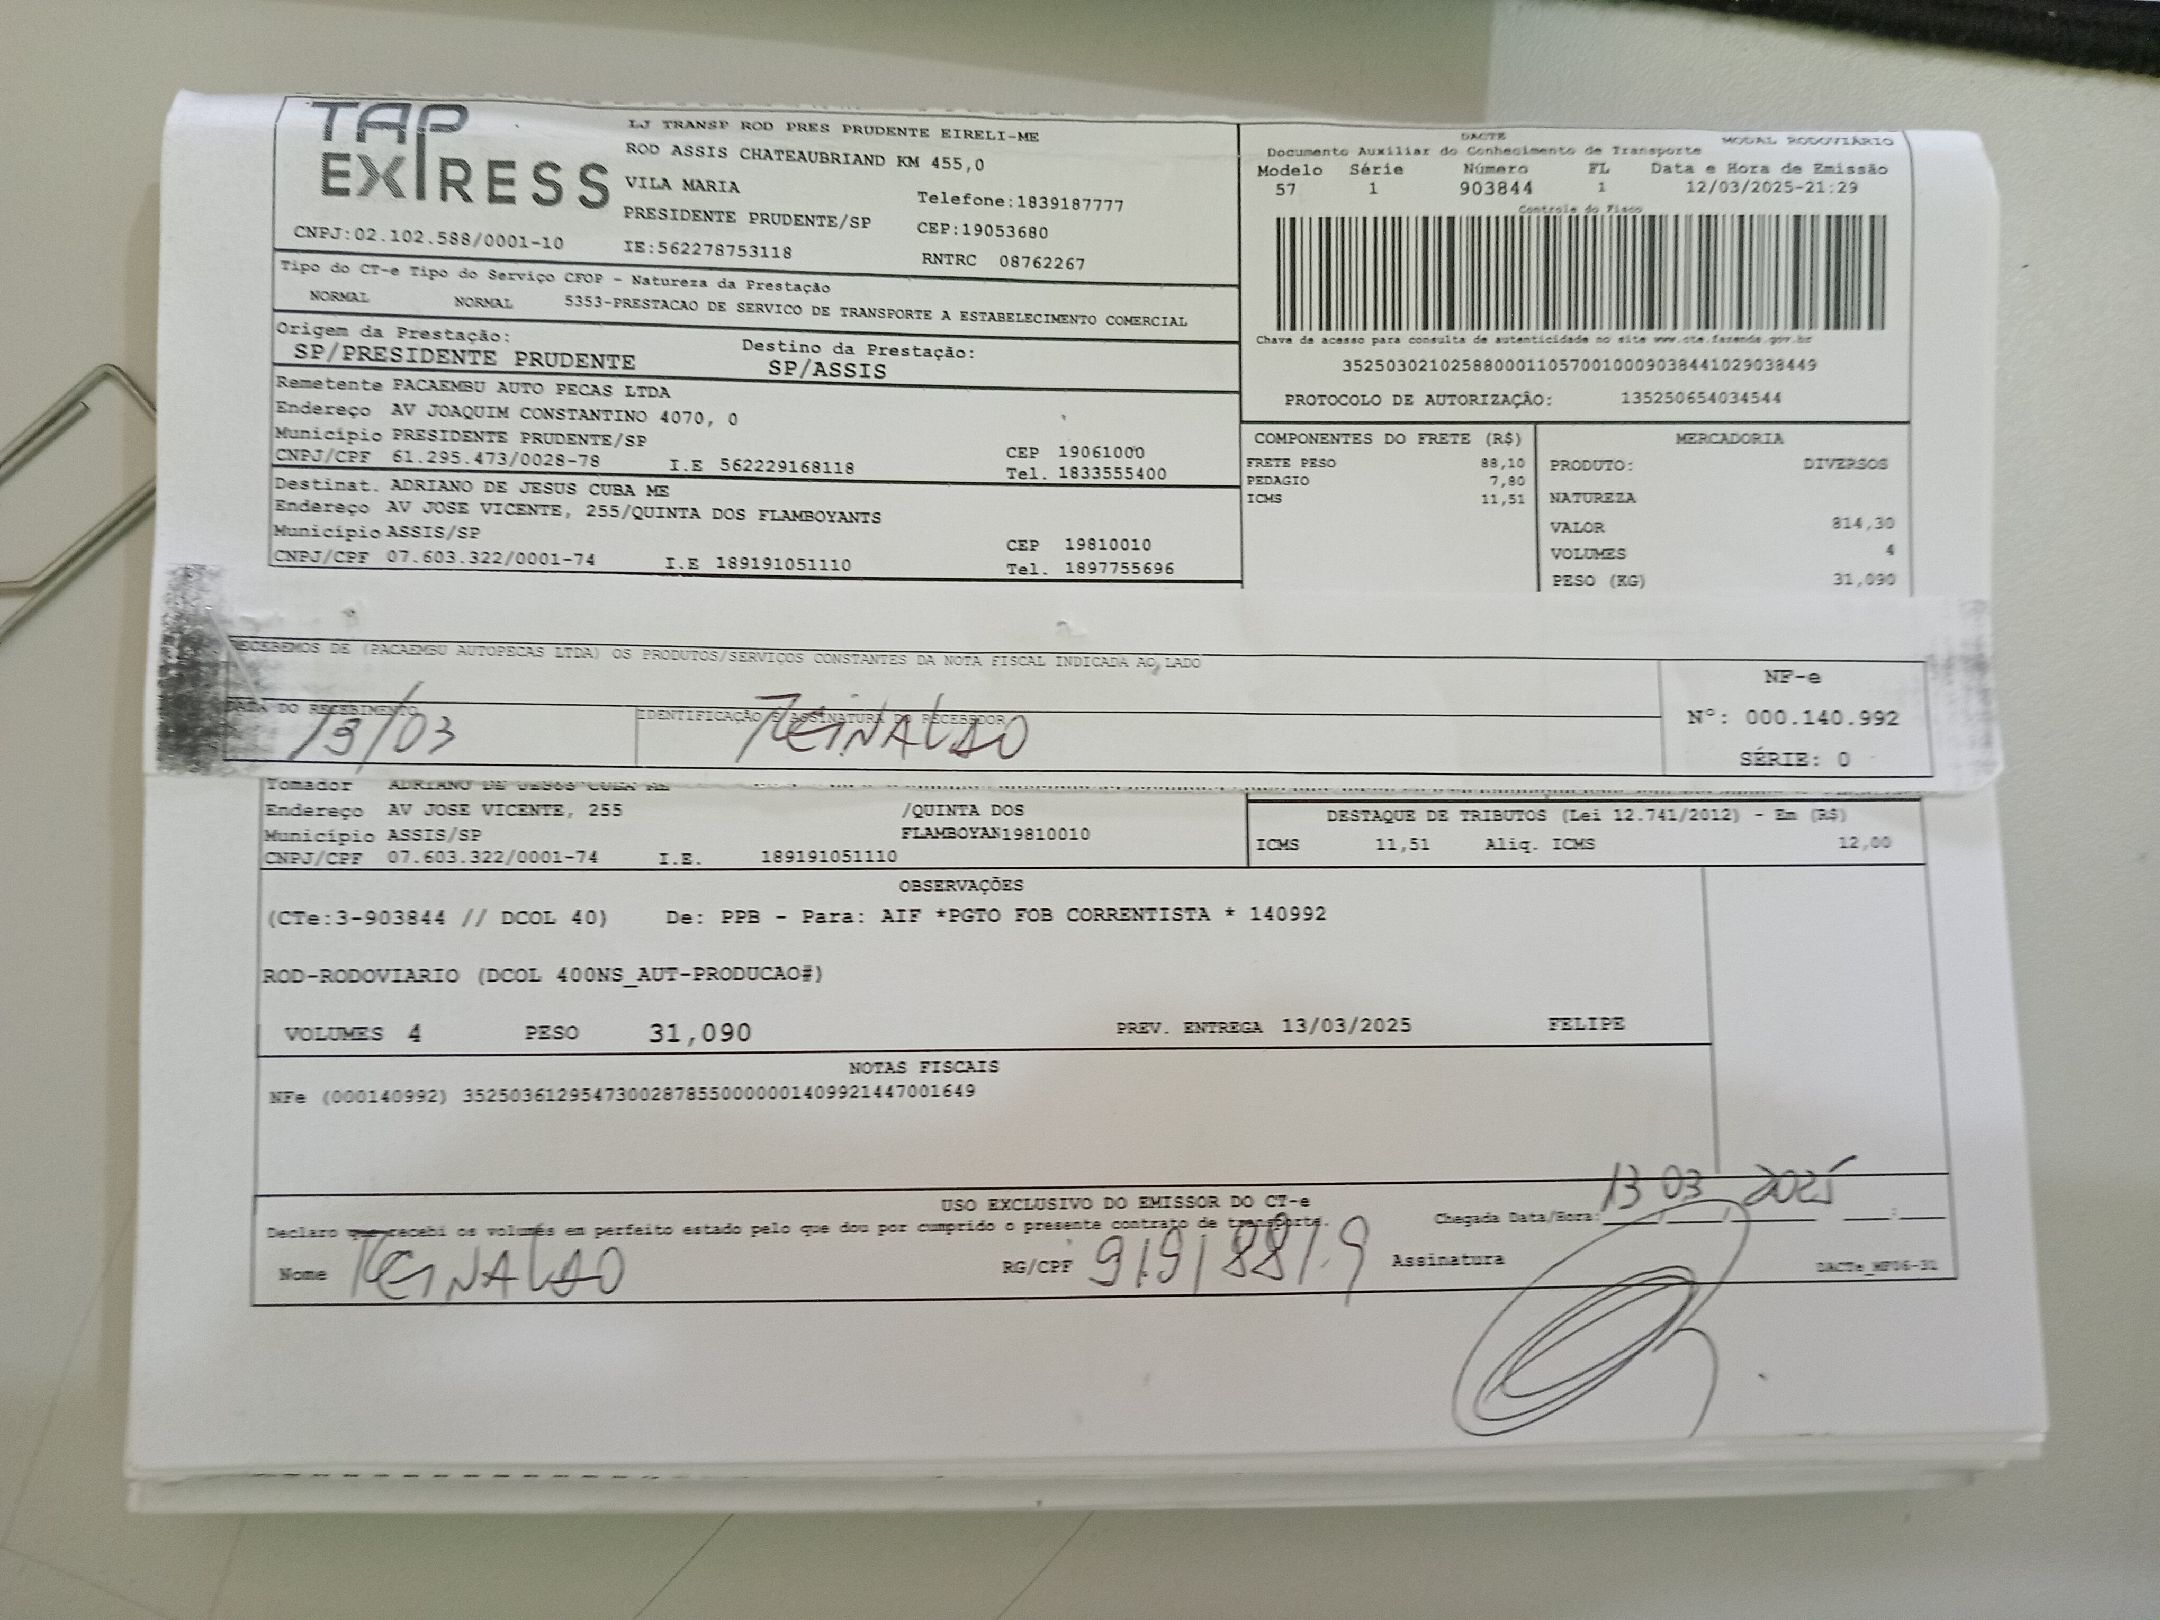 TAP
EXPRESS
LJ TRANSP ROD PRES PRUDENTE EIRELI-ME
ROD ASSIS CHATEAUBRIAND KM 455,0
VILA MARIA Telefone:1839187777
PRESIDENTE PRUDENTE/SP CEP:19053680
CNPJ:02.102.588/0001-10 IE:562278753118 RNTRC 08762267
DACTE MODAL RODOVIÁRIO
Documento Auxiliar do Conhecimento de Transporte
Modelo Série Número FL Data e Hora de Emissão
57 1 903844 1 12/03/2025-21:29
Controle do Fisco
Chave de acesso para consulta de autenticidade no site www.cte.fazenda.gov.br
35250302102588000110570010009038441029038449
PROTOCOLO DE AUTORIZAÇÃO: 135250654034544
Tipo do CT-e Tipo do Serviço CFOP - Natureza da Prestação
NORMAL NORMAL 5353-PRESTACAO DE SERVICO DE TRANSPORTE A ESTABELECIMENTO COMERCIAL
Origem da Prestação: Destino da Prestação:
SP/PRESIDENTE PRUDENTE SP/ASSIS
Remetente PACAEMBU AUTO PECAS LTDA
Endereço AV JOAQUIM CONSTANTINO 4070, 0
Município PRESIDENTE PRUDENTE/SP CEP 19061000
CNPJ/CPF 61.295.473/0028-78 I.E 562229168118 Tel. 1833555400
Destinat. ADRIANO DE JESUS CUBA ME
Endereço AV JOSE VICENTE, 255/QUINTA DOS FLAMBOYANTS
Município ASSIS/SP CEP 19810010
CNPJ/CPF 07.603.322/0001-74 I.E 189191051110 Tel. 1897755696
COMPONENTES DO FRETE (R$)
FRETE PESO 88,10
PEDAGIO 7,80
ICMS 11,51
MERCADORIA
PRODUTO: DIVERSOS
NATUREZA
VALOR 814,30
VOLUMES 4
PESO (KG) 31,090
RECEBEMOS DE (PACAEMBU AUTOPECAS LTDA) OS PRODUTOS/SERVIÇOS CONSTANTES DA NOTA FISCAL INDICADA AO LADO
DATA DO RECEBIMENTO IDENTIFICAÇÃO E ASSINATURA DO RECEBEDOR
13/03 REINALDO
NF-e
Nº: 000.140.992
SÉRIE: 0
Tomador ADRIANO DE JESUS CUBA ME
Endereço AV JOSE VICENTE, 255 /QUINTA DOS
Município ASSIS/SP FLAMBOYAN19810010
CNPJ/CPF 07.603.322/0001-74 I.E. 189191051110
DESTAQUE DE TRIBUTOS (Lei 12.741/2012) - Em (R$)
ICMS 11,51 Aliq. ICMS 12,00
OBSERVAÇÕES
(CTe:3-903844 // DCOL 40) De: PPB - Para: AIF *PGTO FOB CORRENTISTA * 140992
ROD-RODOVIARIO (DCOL 400NS_AUT-PRODUCAO#)
VOLUMES 4 PESO 31,090 PREV. ENTREGA 13/03/2025 FELIPE
NOTAS FISCAIS
NFe (000140992) 35250361295473002878550000001409921447001649
USO EXCLUSIVO DO EMISSOR DO CT-e
Declaro que recebi os volumes em perfeito estado pelo que dou por cumprido o presente contrato de transporte.
Chegada Data/Hora: 13 03 2025
Nome REINALDO RG/CPF Assinatura DACTe_MF06-31